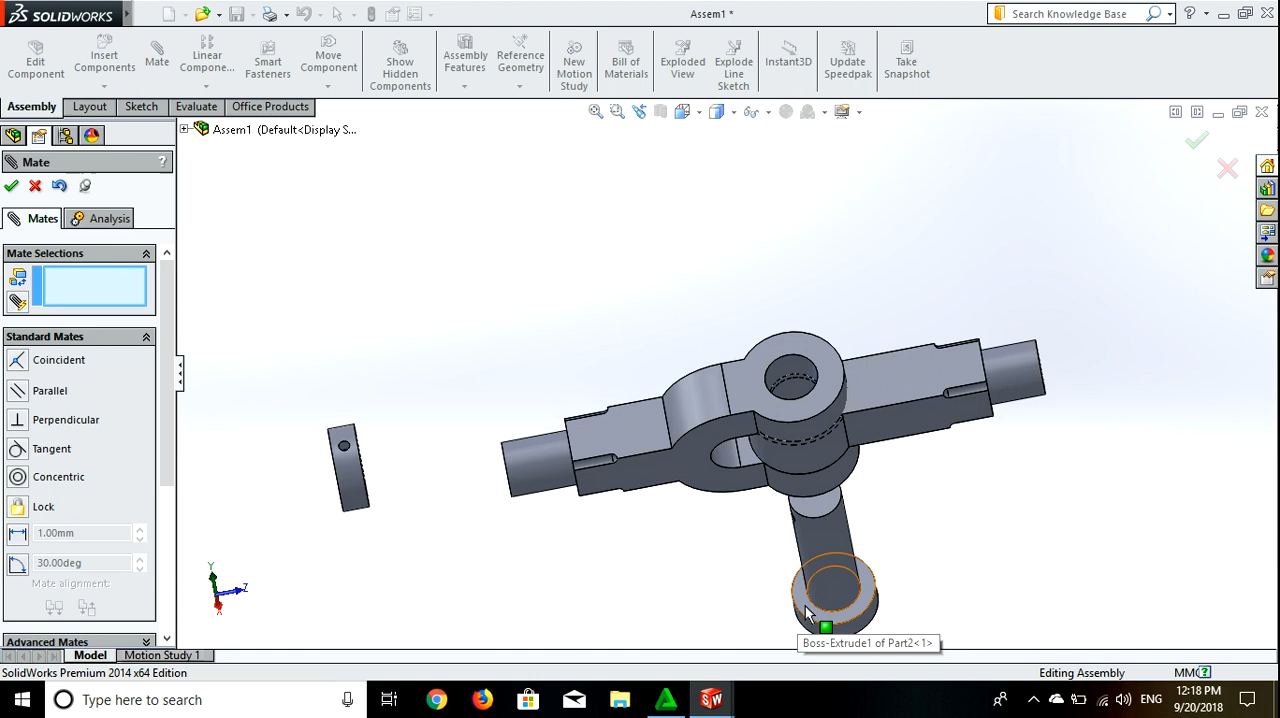 SOLIDWORKS
Assem1 *
Search Knowledge Base
Edit Component
Insert Components
Mate
Linear Compone...
Smart Fasteners
Move Component
Show Hidden Components
Assembly Features
Reference Geometry
New Motion Study
Bill of Materials
Exploded View
Explode Line Sketch
Instant3D
Update Speedpak
Take Snapshot
Assembly
Layout
Sketch
Evaluate
Office Products
Assem1 (Default<Display S...
Mate
?
Mates
Analysis
Mate Selections
Standard Mates
Coincident
Parallel
Perpendicular
Tangent
Concentric
Lock
1.00mm
30.00deg
Mate alignment:
Advanced Mates
Y
Z
X
Boss-Extrude1 of Part2<1>
Model
Motion Study 1
SolidWorks Premium 2014 x64 Edition
Editing Assembly
MMG
Type here to search
SW
ENG
12:18 PM
9/20/2018